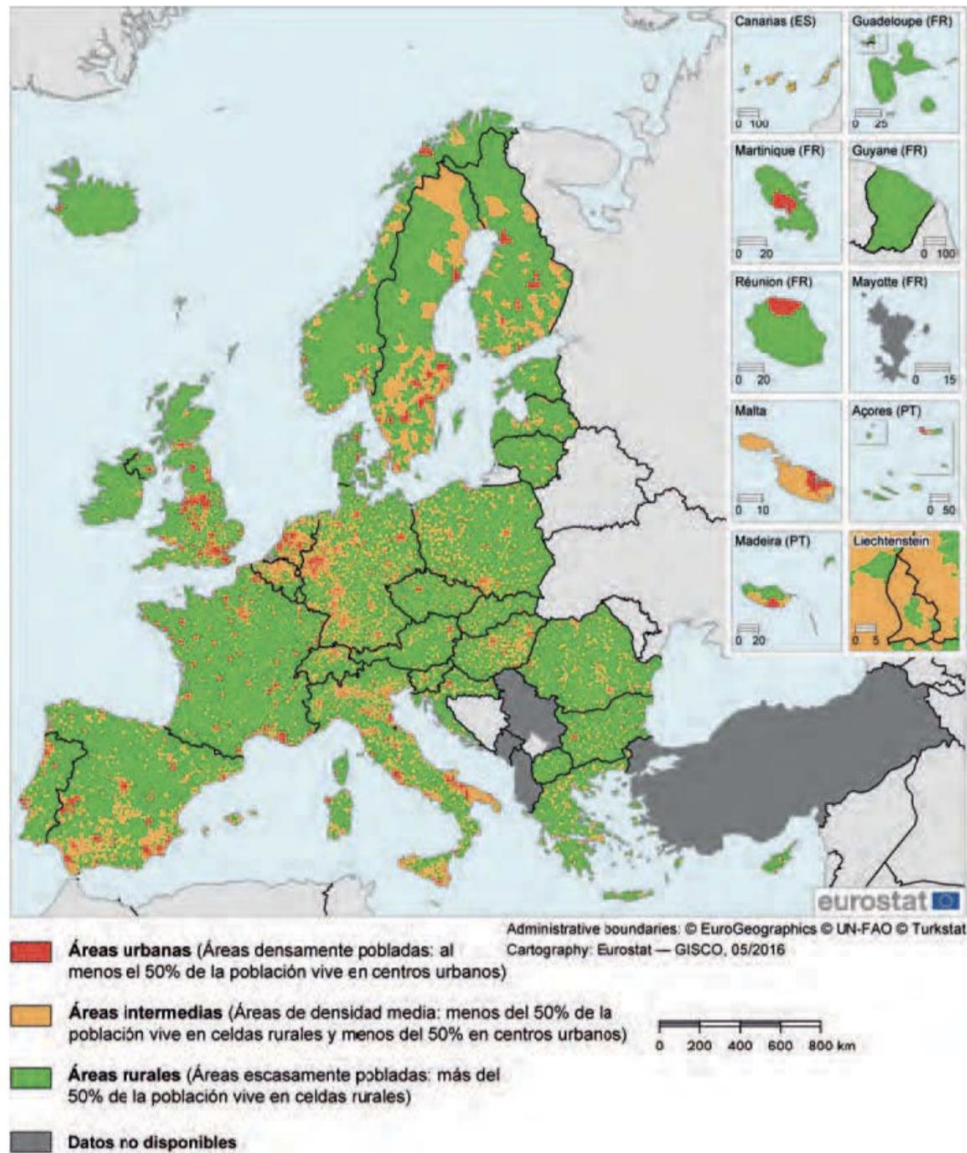 Canarias (ES)
0 100
Guadeloupe (FR)
0 25
Martinique (FR)
0 20
Guyane (FR)
0 100
Réunion (FR)
0 20
Mayotte (FR)
0 15
Malta
0 10
Açores (PT)
0 50
Madeira (PT)
0 20
Liechtenstein
0 5
eurostat
Administrative boundaries: © EuroGeographics © UN-FAO © Turkstat
Cartography: Eurostat — GISCO, 05/2016
Áreas urbanas (Áreas densamente pobladas: al
menos el 50% de la población vive en centros urbanos)
Áreas intermedias (Áreas de densidad media: menos del 50% de la
población vive en celdas rurales y menos del 50% en centros urbanos)
0 200 400 600 800 km
Áreas rurales (Áreas escasamente pobladas: más del
50% de la población vive en celdas rurales)
Datos no disponibles